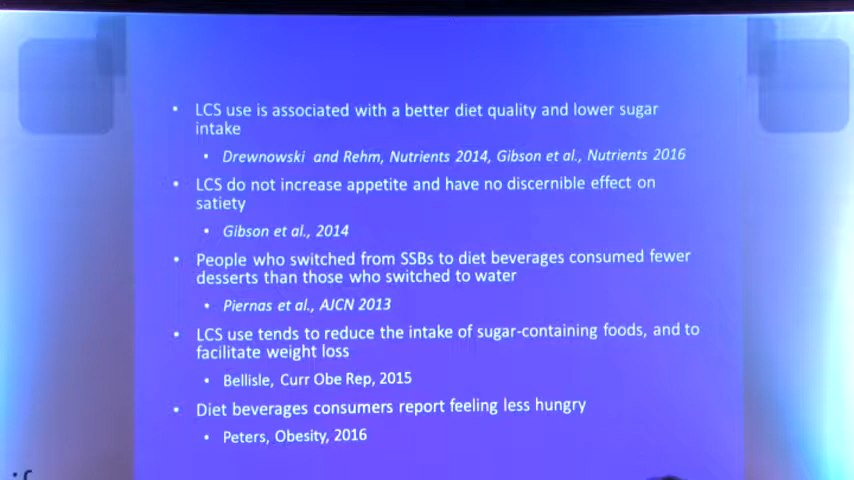 • LCS use is associated with a better diet quality and lower sugar
intake
• Drewnowski and Rehm, Nutrients 2014, Gibson et al., Nutrients 2016
• LCS do not increase appetite and have no discernible effect on
satiety
• Gibson et al., 2014
• People who switched from SSBs to diet beverages consumed fewer
desserts than those who switched to water
• Piernas et al., AJCN 2013
• LCS use tends to reduce the intake of sugar-containing foods, and to
facilitate weight loss
• Bellisle, Curr Obe Rep, 2015
• Diet beverages consumers report feeling less hungry
• Peters, Obesity, 2016